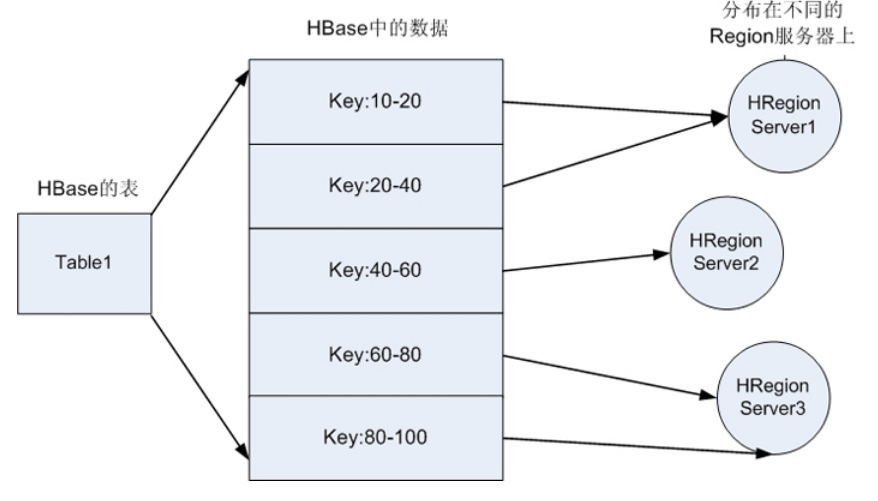 HBase中的数据
分布在不同的
Region服务器上
HBase的表
Table1
Key:10-20
Key:20-40
Key:40-60
Key:60-80
Key:80-100
HRegion
Server1
HRegion
Server2
HRegion
Server3